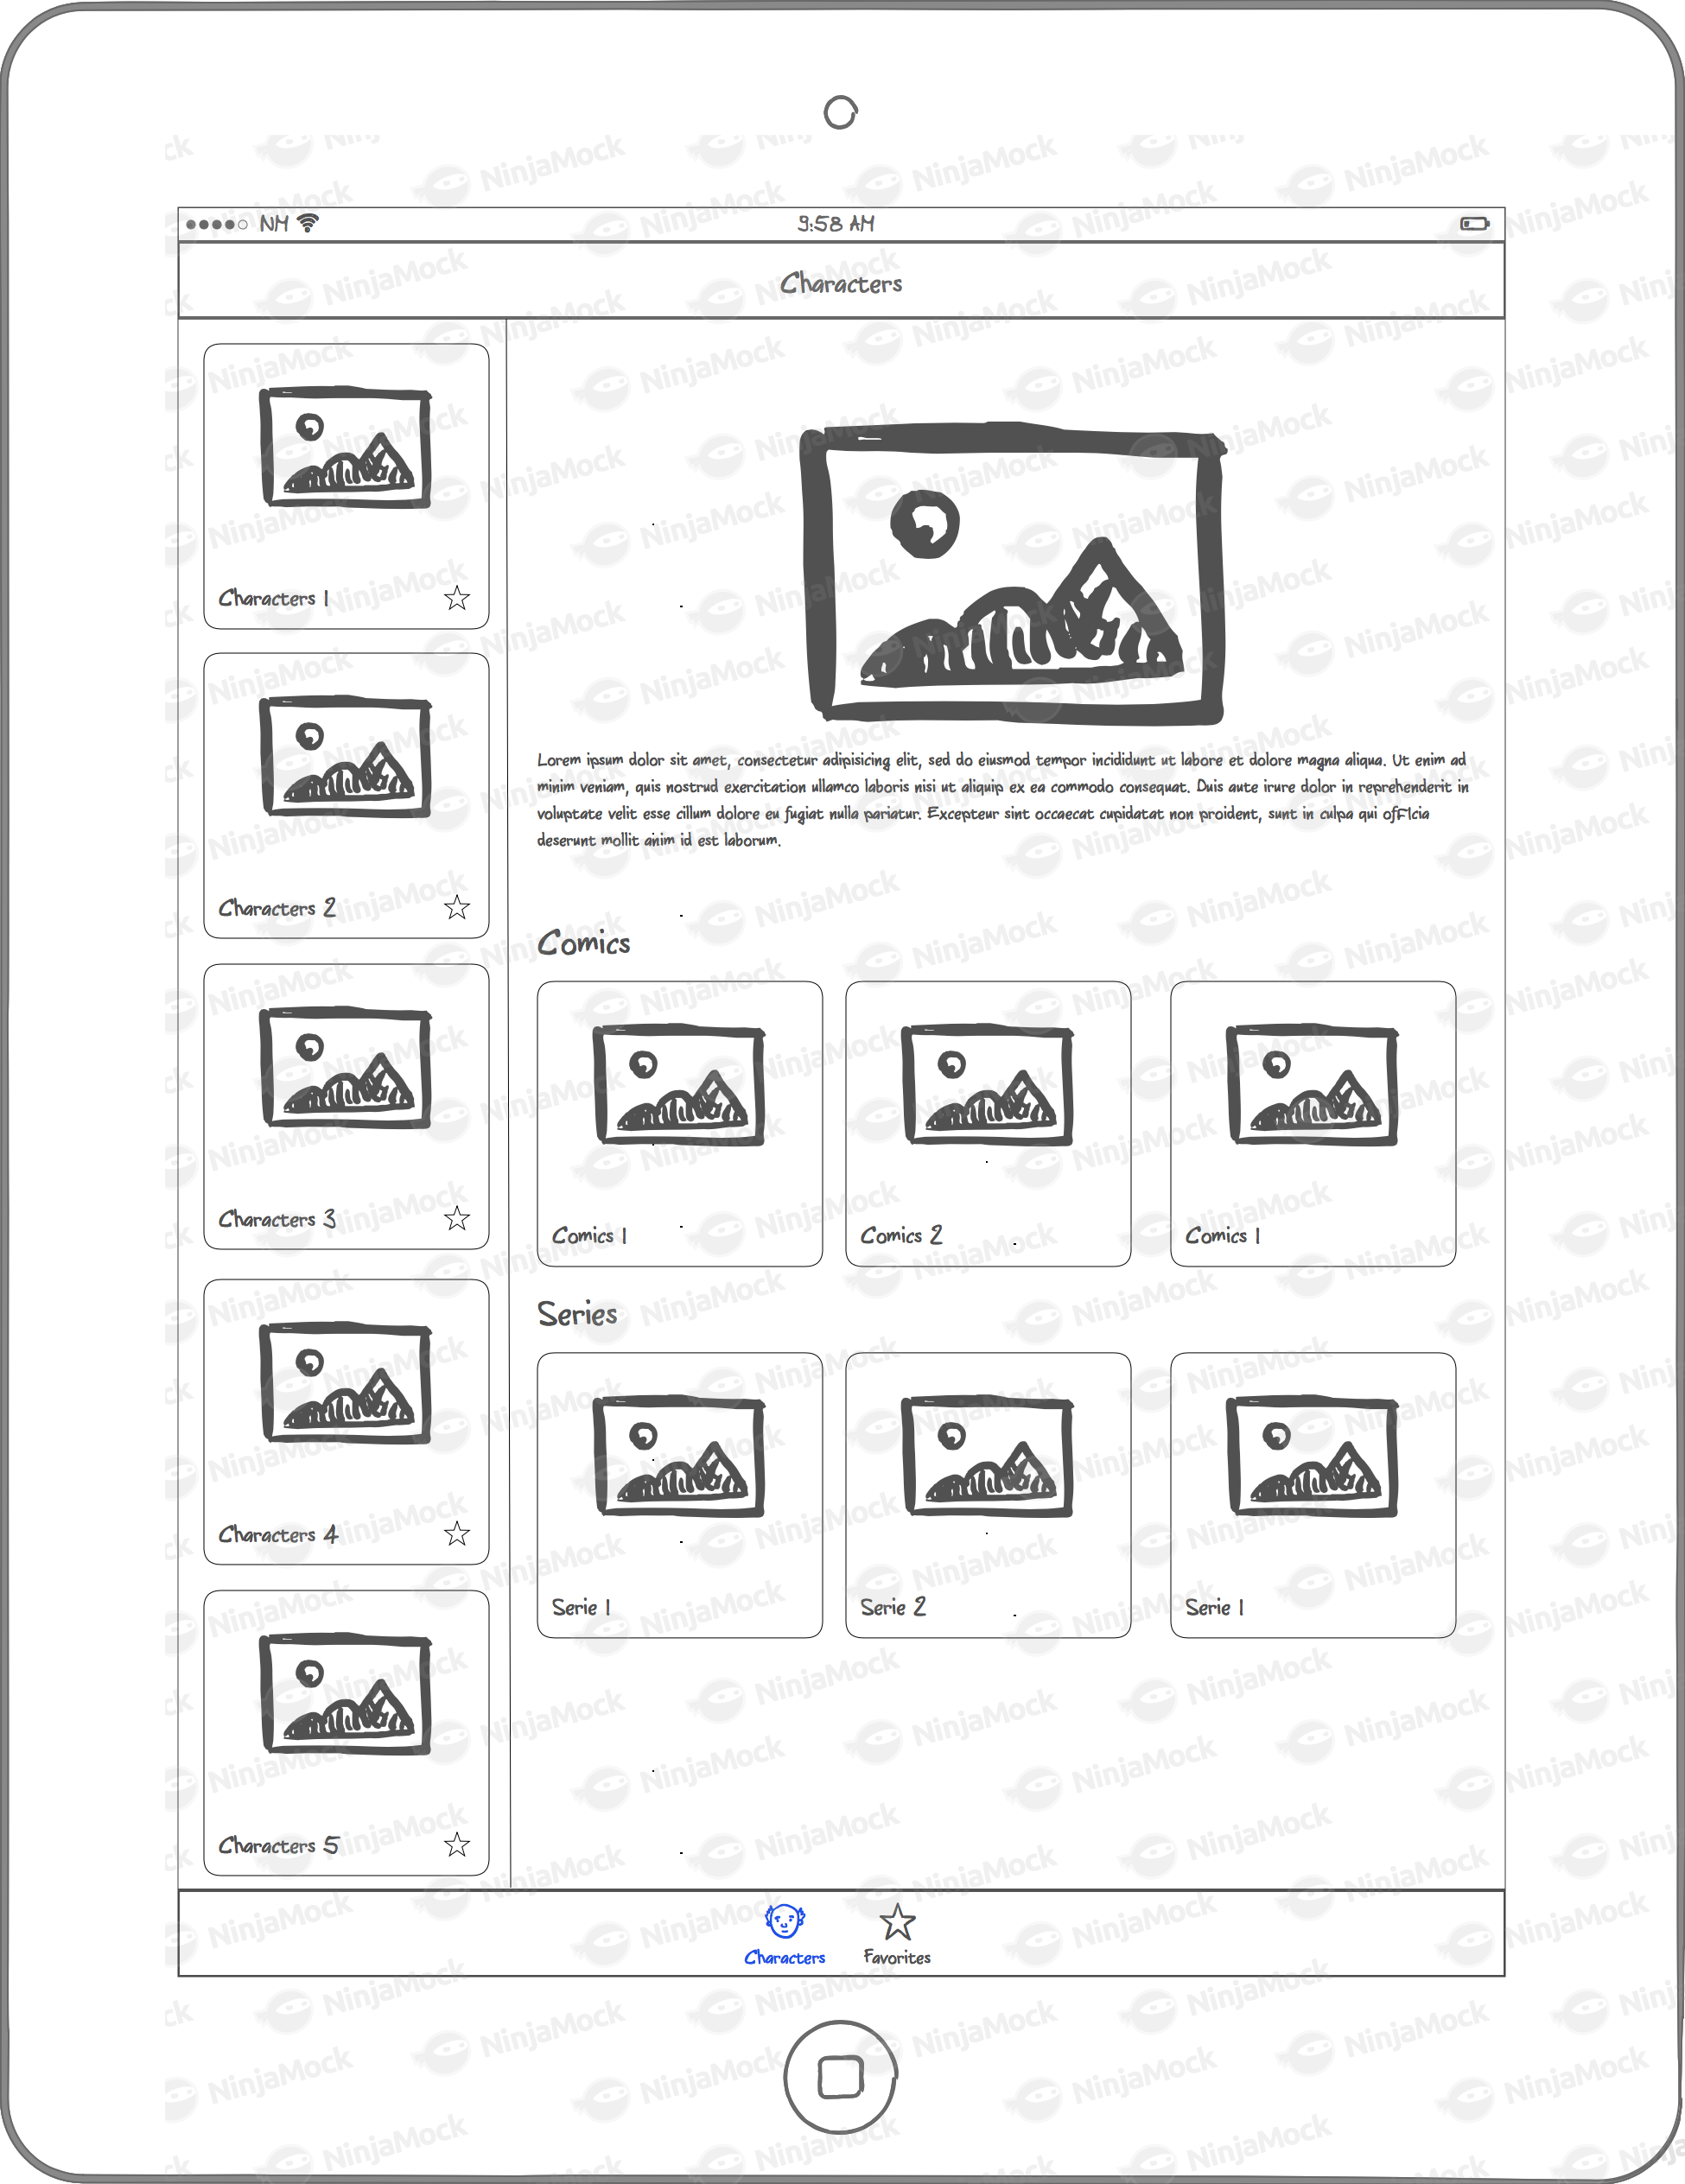 NM 9:58 AM
Characters
Characters 1
Characters 2
Characters 3
Characters 4
Characters 5
Lorem ipsum dolor sit amet, consectetur adipisicing elit, sed do eiusmod tempor incididunt ut labore et dolore magna aliqua. Ut enim ad
minim veniam, quis nostrud exercitation ullamco laboris nisi ut aliquip ex ea commodo consequat. Duis aute irure dolor in reprehenderit in
voluptate velit esse cillum dolore eu fugiat nulla pariatur. Excepteur sint occaecat cupidatat non proident, sunt in culpa qui officia
deserunt mollit anim id est laborum.
Comics
Comics 1 Comics 2 Comics 1
Series
Serie 1 Serie 2 Serie 1
Characters Favorites
NinjaMock